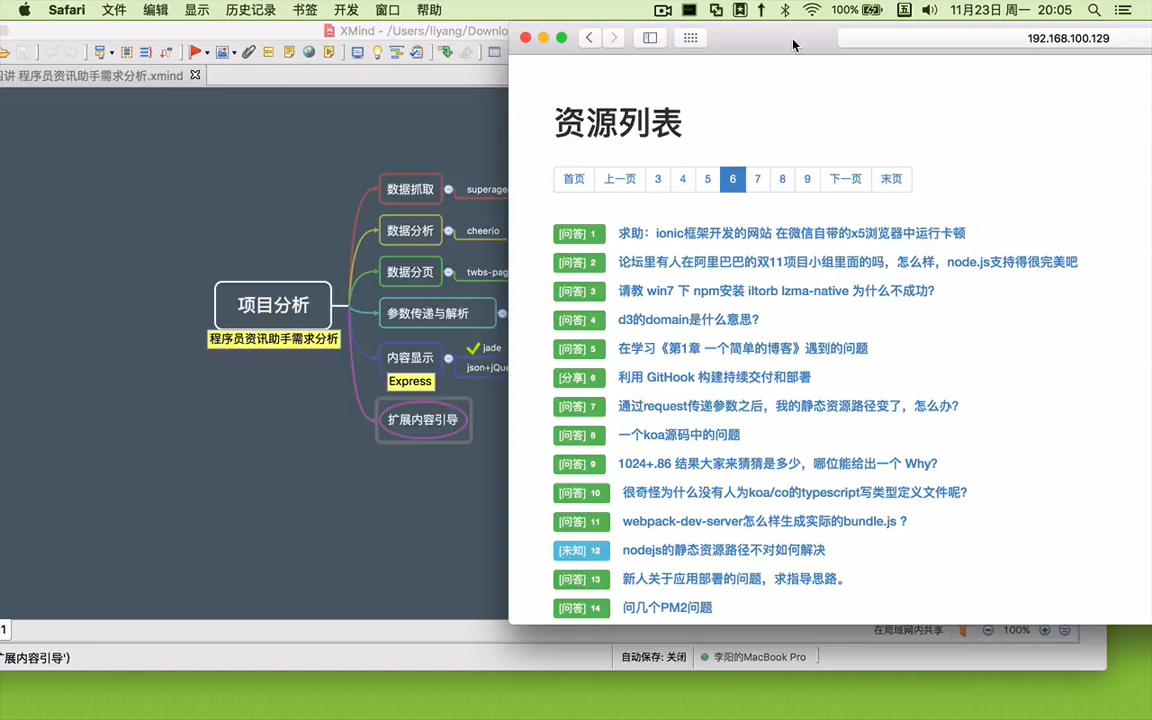 Safari 文件 编辑 显示 历史记录 书签 开发 窗口 帮助 100% 五 11月23日 周一 20:05
XMind - /Users/liyang/Downlo
192.168.100.129
四讲 程序员资讯助手需求分析.xmind
资源列表
首页 上一页 3 4 5 6 7 8 9 下一页 末页
[问答] 1 求助：ionic框架开发的网站 在微信自带的x5浏览器中运行卡顿
[问答] 2 论坛里有人在阿里巴巴的双11项目小组里面的吗，怎么样，node.js支持得很完美吧
[问答] 3 请教 win7 下 npm安装 iltorb lzma-native 为什么不成功?
[问答] 4 d3的domain是什么意思?
[问答] 5 在学习《第1章 一个简单的博客》遇到的问题
[分享] 6 利用 GitHook 构建持续交付和部署
[问答] 7 通过request传递参数之后，我的静态资源路径变了，怎么办?
[问答] 8 一个koa源码中的问题
[问答] 9 1024+.86 结果大家来猜猜是多少，哪位能给出一个 Why?
[问答] 10 很奇怪为什么没有人为koa/co的typescript写类型定义文件呢?
[问答] 11 webpack-dev-server怎么样生成实际的bundle.js ?
[未知] 12 nodejs的静态资源路径不对如何解决
[问答] 13 新人关于应用部署的问题，求指导思路。
[问答] 14 问几个PM2问题
项目分析
程序员资讯助手需求分析
数据抓取 superage
数据分析 cheerio
数据分页 twbs-pag
参数传递与解析
内容显示 jade
json+jQue
Express
扩展内容引导
1
在局域网内共享 100%
广展内容引导')
自动保存: 关闭 李阳的MacBook Pro